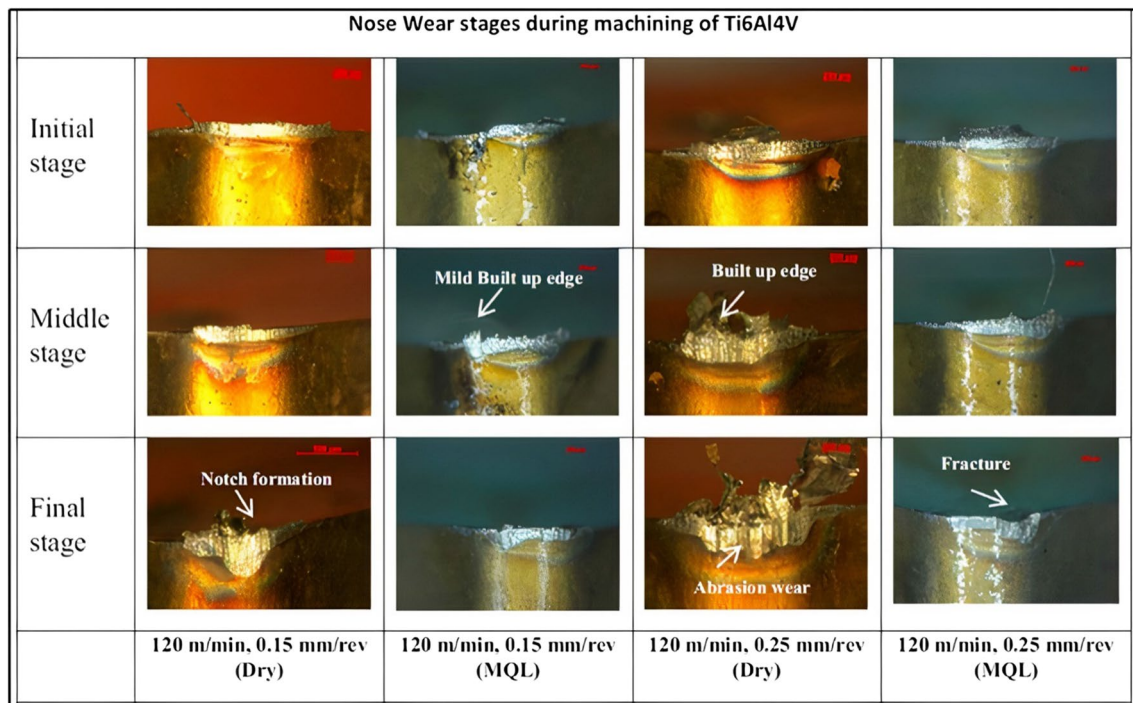 Nose Wear stages during machining of Ti6Al4V
Initial
stage
Middle
stage
Mild Built up edge
Built up edge
Final
stage
Notch formation
Abrasion wear
Fracture
120 m/min, 0.15 mm/rev
(Dry)
120 m/min, 0.15 mm/rev
(MQL)
120 m/min, 0.25 mm/rev
(Dry)
120 m/min, 0.25 mm/rev
(MQL)